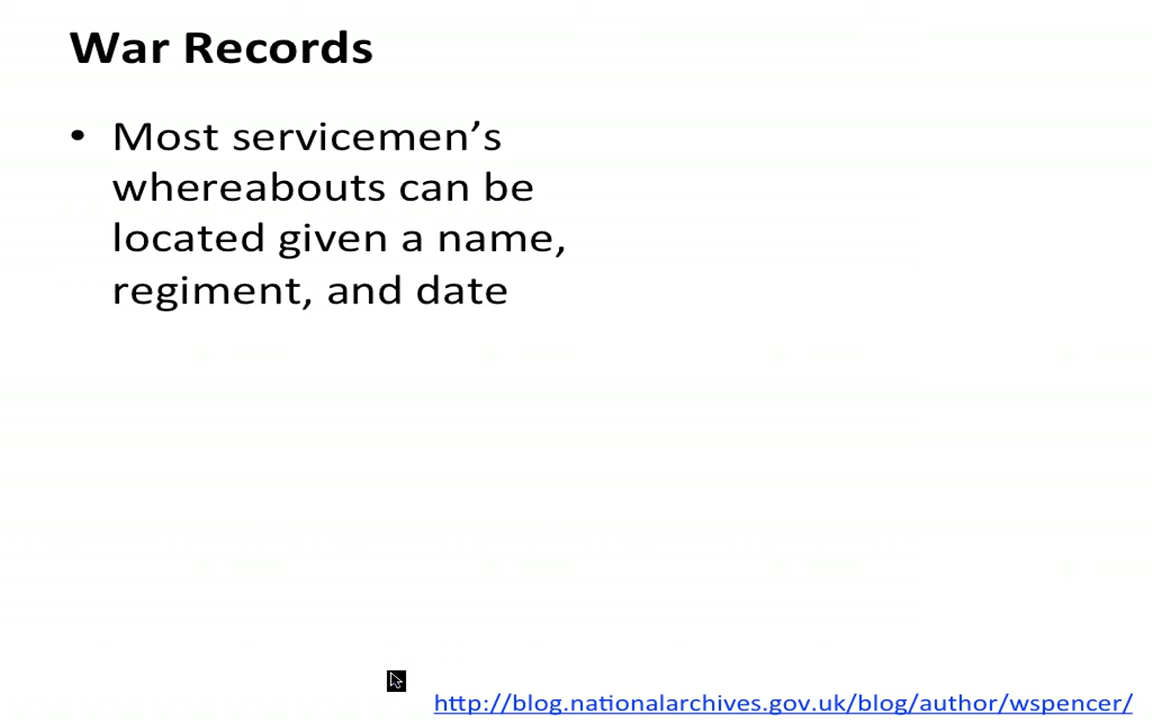 War Records
• Most servicemen’s
whereabouts can be
located given a name,
regiment, and date
http://blog.nationalarchives.gov.uk/blog/author/wspencer/